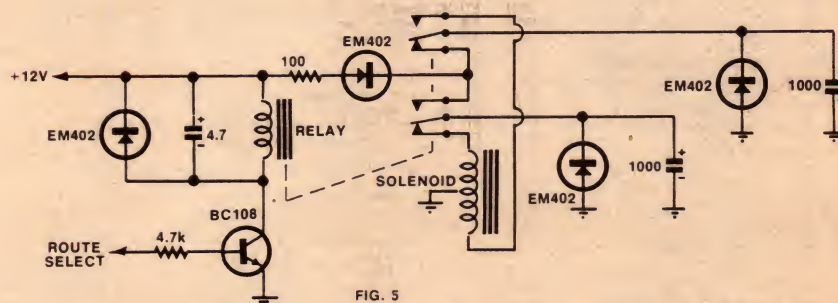 100
EM402
+12V
EM402
+
4.7
-
RELAY
EM402
1000
SOLENOID
+
1000
-
EM402
BC108
4.7k
ROUTE
SELECT
FIG. 5